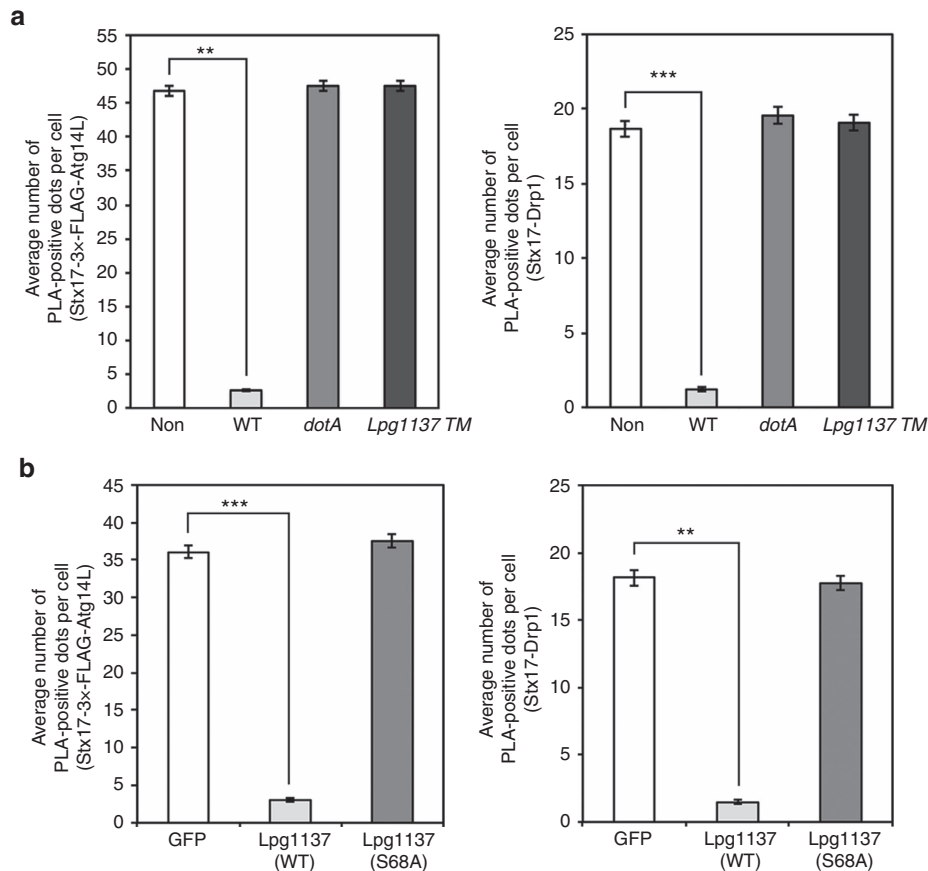 a
Average number of
PLA-positive dots per cell
(Stx17-3×-FLAG-Atg14L)
50
45
40
35
30
25
20
15
10
5
0
**
Non WT dotA Lpg1137 TM
Average number of
PLA-positive dots per cell
(Stx17-Drp1)
25
20
15
10
5
0
***
Non WT dotA Lpg1137 TM
b
Average number of
PLA-positive dots per cell
(Stx17-3×-FLAG-Atg14L)
45
40
35
30
25
20
15
10
5
0
***
GFP Lpg1137 Lpg1137
(WT) (S68A)
Average number of
PLA-positive dots per cell
(Stx17-Drp1)
25
20
15
10
5
0
**
GFP Lpg1137 Lpg1137
(WT) (S68A)